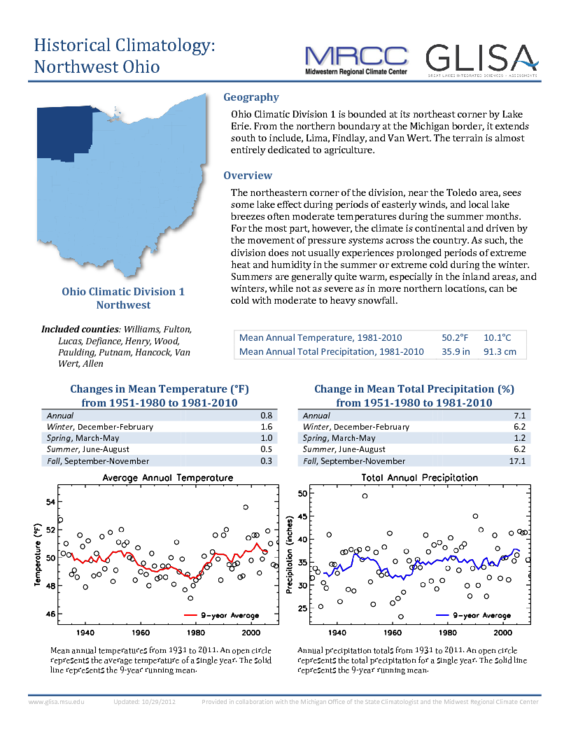 Historical Climatology:
Northwest Ohio
MRCC
Midwestern Regional Climate Center
GLISA
GREAT LAKES INTEGRATED SCIENCES + ASSESSMENTS
Geography
Ohio Climatic Division 1 is bounded at its northeast corner by Lake
Erie. From the northern boundary at the Michigan border, it extends
south to include, Lima, Findlay, and Van Wert. The terrain is almost
entirely dedicated to agriculture.
Overview
The northeastern corner of the division, near the Toledo area, sees
some lake effect during periods of easterly winds, and local lake
breezes often moderate temperatures during the summer months.
For the most part, however, the climate is continental and driven by
the movement of pressure systems across the country. As such, the
division does not usually experiences prolonged periods of extreme
heat and humidity in the summer or extreme cold during the winter.
Summers are generally quite warm, especially in the inland areas, and
winters, while not as severe as in more northern locations, can be
cold with moderate to heavy snowfall.
Ohio Climatic Division 1
Northwest
Included counties: Williams, Fulton,
Lucas, Defiance, Henry, Wood,
Paulding, Putnam, Hancock, Van
Wert, Allen
Mean Annual Temperature, 1981-2010 50.2°F 10.1°C
Mean Annual Total Precipitation, 1981-2010 35.9 in 91.3 cm
Changes in Mean Temperature (°F)
from 1951-1980 to 1981-2010
Annual 0.8
Winter, December-February 1.6
Spring, March-May 1.0
Summer, June-August 0.5
Fall, September-November 0.3
Change in Mean Total Precipitation (%)
from 1951-1980 to 1981-2010
Annual 7.1
Winter, December-February 6.2
Spring, March-May 1.2
Summer, June-August 6.2
Fall, September-November 17.1
Average Annual Temperature
Temperature (°F)
54
52
50
48
46
9-year Average
1940 1960 1980 2000
Total Annual Precipitation
Precipitation (inches)
50
45
40
35
30
25
9-year Average
1940 1960 1980 2000
Mean annual temperatures from 1931 to 2011. An open circle
represents the average temperature of a single year. The solid
line represents the 9-year running mean.
Annual precipitation totals from 1931 to 2011. An open circle
represents the total precipitation for a single year. The solid line
represents the 9-year running mean.
www.glisa.msu.edu Updated: 10/29/2012 Provided in collaboration with the Michigan Office of the State Climatologist and the Midwest Regional Climate Center